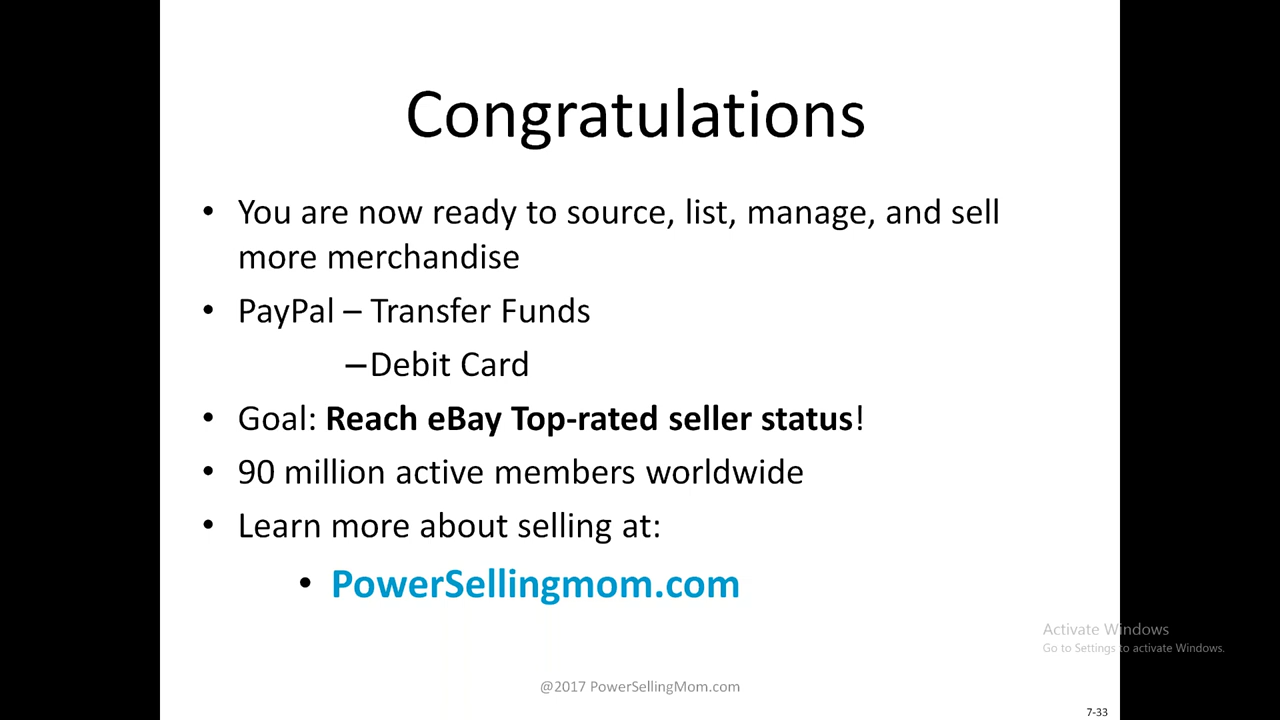 Congratulations
• You are now ready to source, list, manage, and sell
more merchandise
• PayPal – Transfer Funds
–Debit Card
• Goal: Reach eBay Top-rated seller status!
• 90 million active members worldwide
• Learn more about selling at:
• PowerSellingmom.com
Activate Windows
Go to Settings to activate Windows.
@2017 PowerSellingMom.com
7-33